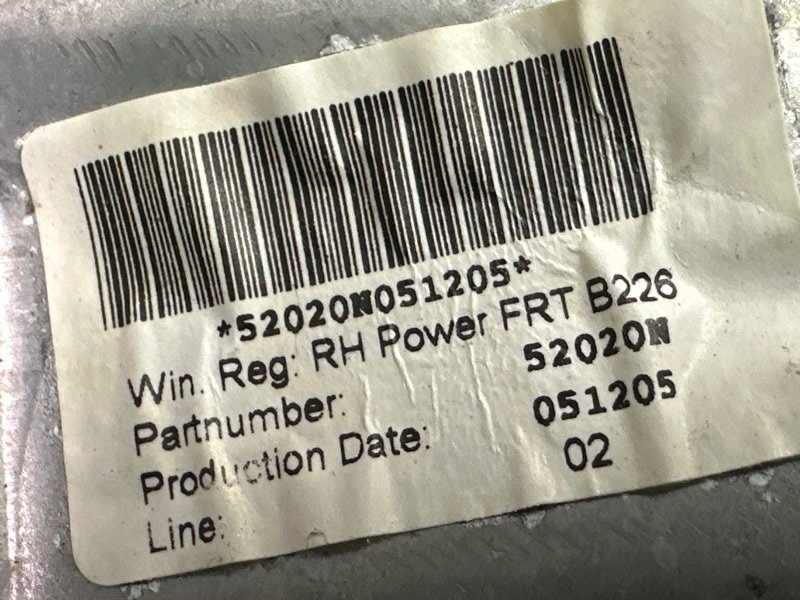 *52020N051205*
Win. Reg: RH Power FRT B226
Partnumber: 52020N
Production Date: 051205
Line: 02